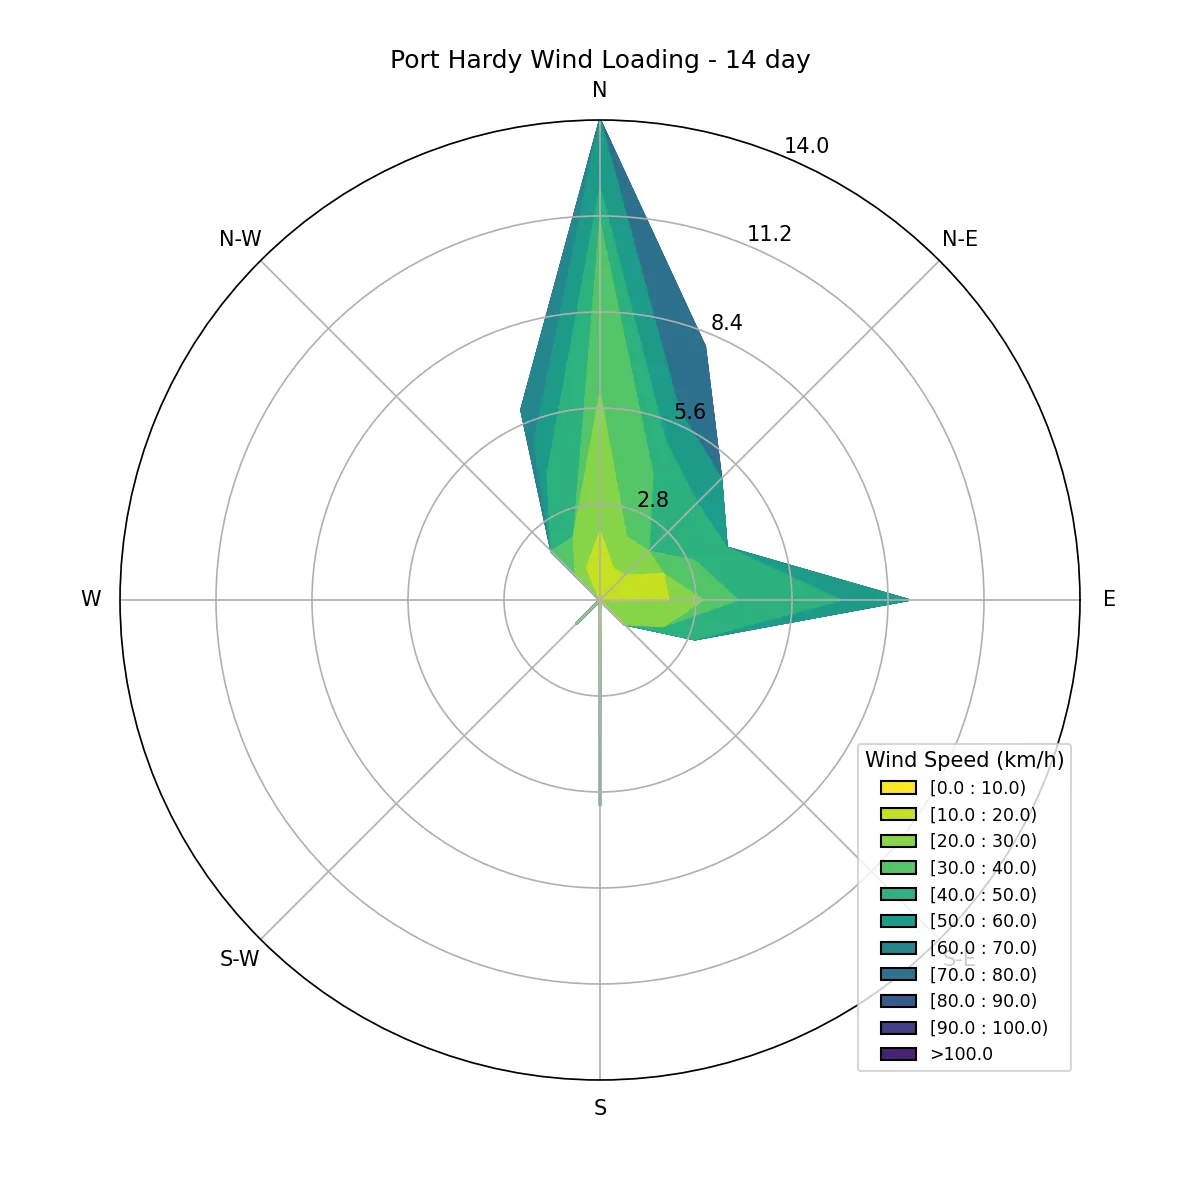 Port Hardy Wind Loading - 14 day
N
14.0
N-W
11.2
N-E
8.4
5.6
2.8
W
E
Wind Speed (km/h)
[0.0 : 10.0)
[10.0 : 20.0)
[20.0 : 30.0)
[30.0 : 40.0)
[40.0 : 50.0)
[50.0 : 60.0)
[60.0 : 70.0)
[70.0 : 80.0)
[80.0 : 90.0)
[90.0 : 100.0)
>100.0
S-W
S-E
S